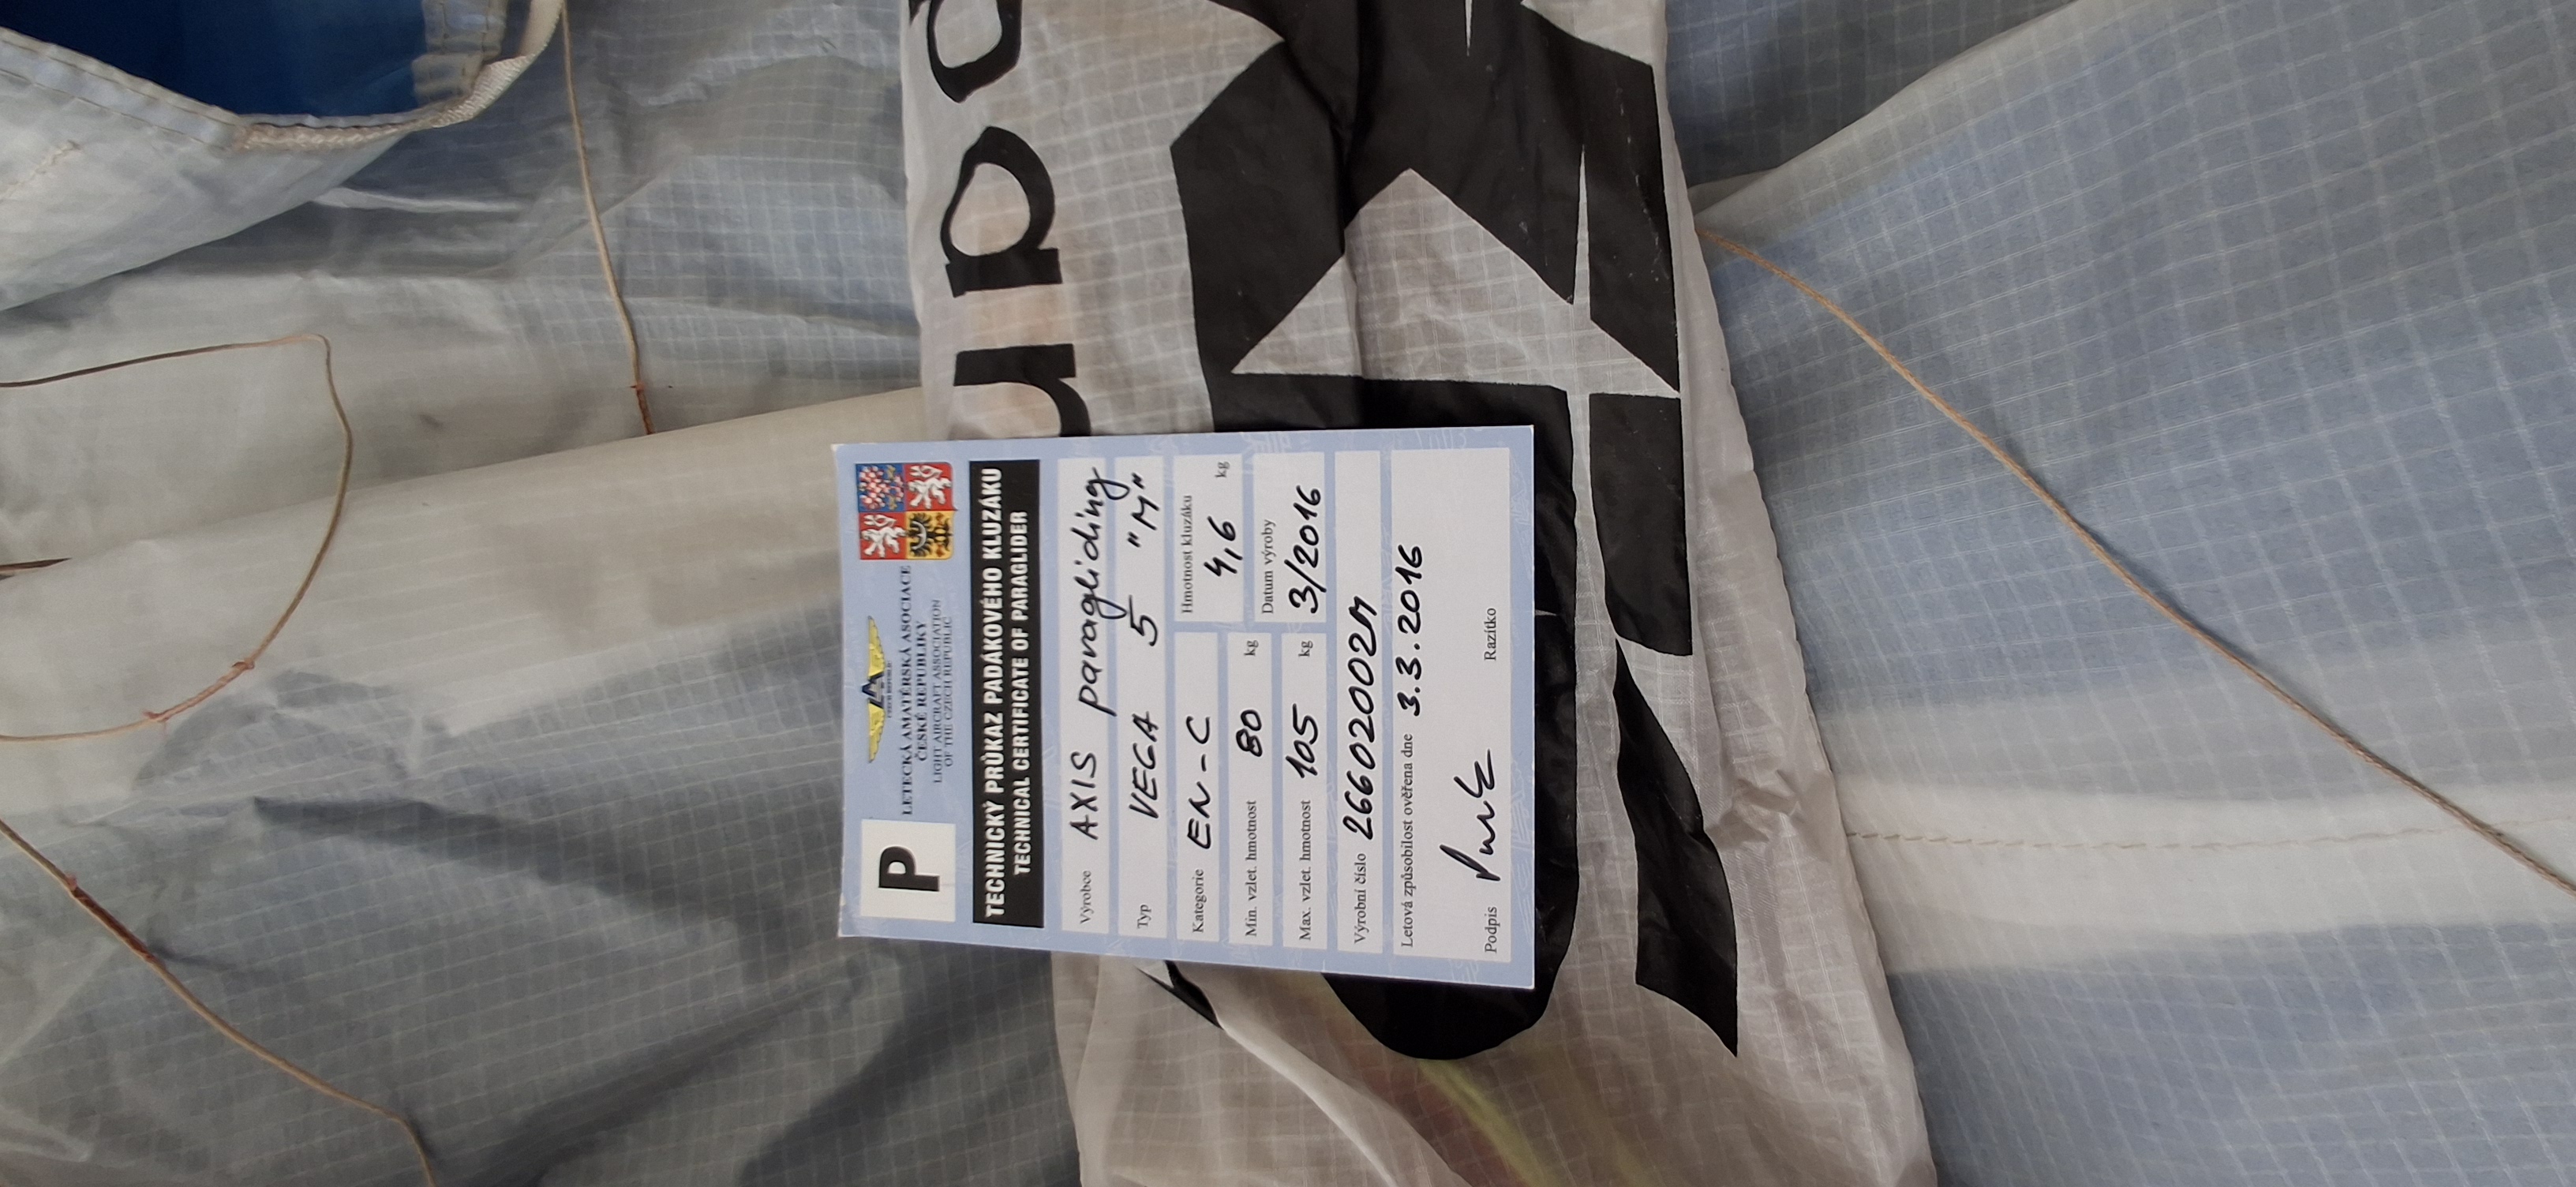 P
LETECKÁ AMATÉRSKÁ ASOCIACE
ČESKÉ REPUBLIKY
LIGHT AIRCRAFT ASSOCIATION
OF THE CZECH REPUBLIC
TECHNICKÝ PRŮKAZ PADÁKOVÉHO KLUZÁKU
TECHNICAL CERTIFICATE OF PARAGLIDER
Výrobce AXIS paragliding
Typ VEGA 5 "M"
Kategorie EN-C
Hmotnost kluzáku 4,6 kg
Min. vzlet. hmotnost 80 kg
Datum výroby 3/2016
Max. vzlet. hmotnost 105 kg
Výrobní číslo 266020002M
Letová způsobilost ověřena dne 3.3.2016
Podpis Razítko